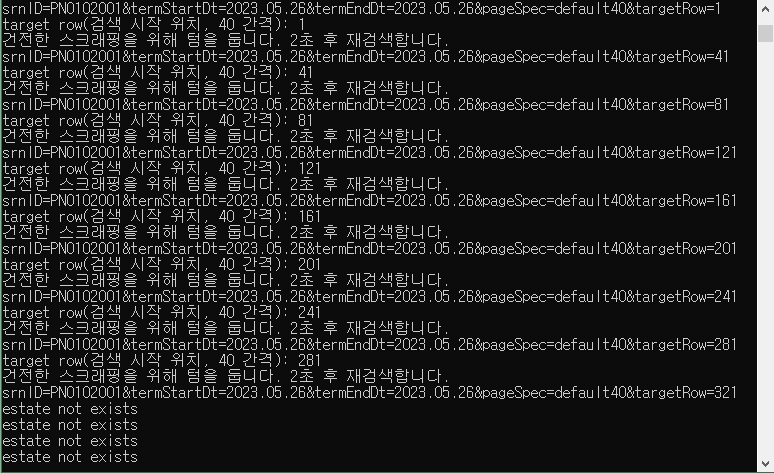 srnID=PNO102001&termStartDt=2023.05.26&termEndDt=2023.05.26&pageSpec=default40&targetRow=1
target row(검색 시작 위치, 40 간격): 1
건전한 스크래핑을 위해 텀을 둡니다. 2초 후 재검색합니다.
srnID=PNO102001&termStartDt=2023.05.26&termEndDt=2023.05.26&pageSpec=default40&targetRow=41
target row(검색 시작 위치, 40 간격): 41
건전한 스크래핑을 위해 텀을 둡니다. 2초 후 재검색합니다.
srnID=PNO102001&termStartDt=2023.05.26&termEndDt=2023.05.26&pageSpec=default40&targetRow=81
target row(검색 시작 위치, 40 간격): 81
건전한 스크래핑을 위해 텀을 둡니다. 2초 후 재검색합니다.
srnID=PNO102001&termStartDt=2023.05.26&termEndDt=2023.05.26&pageSpec=default40&targetRow=121
target row(검색 시작 위치, 40 간격): 121
건전한 스크래핑을 위해 텀을 둡니다. 2초 후 재검색합니다.
srnID=PNO102001&termStartDt=2023.05.26&termEndDt=2023.05.26&pageSpec=default40&targetRow=161
target row(검색 시작 위치, 40 간격): 161
건전한 스크래핑을 위해 텀을 둡니다. 2초 후 재검색합니다.
srnID=PNO102001&termStartDt=2023.05.26&termEndDt=2023.05.26&pageSpec=default40&targetRow=201
target row(검색 시작 위치, 40 간격): 201
건전한 스크래핑을 위해 텀을 둡니다. 2초 후 재검색합니다.
srnID=PNO102001&termStartDt=2023.05.26&termEndDt=2023.05.26&pageSpec=default40&targetRow=241
target row(검색 시작 위치, 40 간격): 241
건전한 스크래핑을 위해 텀을 둡니다. 2초 후 재검색합니다.
srnID=PNO102001&termStartDt=2023.05.26&termEndDt=2023.05.26&pageSpec=default40&targetRow=281
target row(검색 시작 위치, 40 간격): 281
건전한 스크래핑을 위해 텀을 둡니다. 2초 후 재검색합니다.
srnID=PNO102001&termStartDt=2023.05.26&termEndDt=2023.05.26&pageSpec=default40&targetRow=321
estate not exists
estate not exists
estate not exists
estate not exists